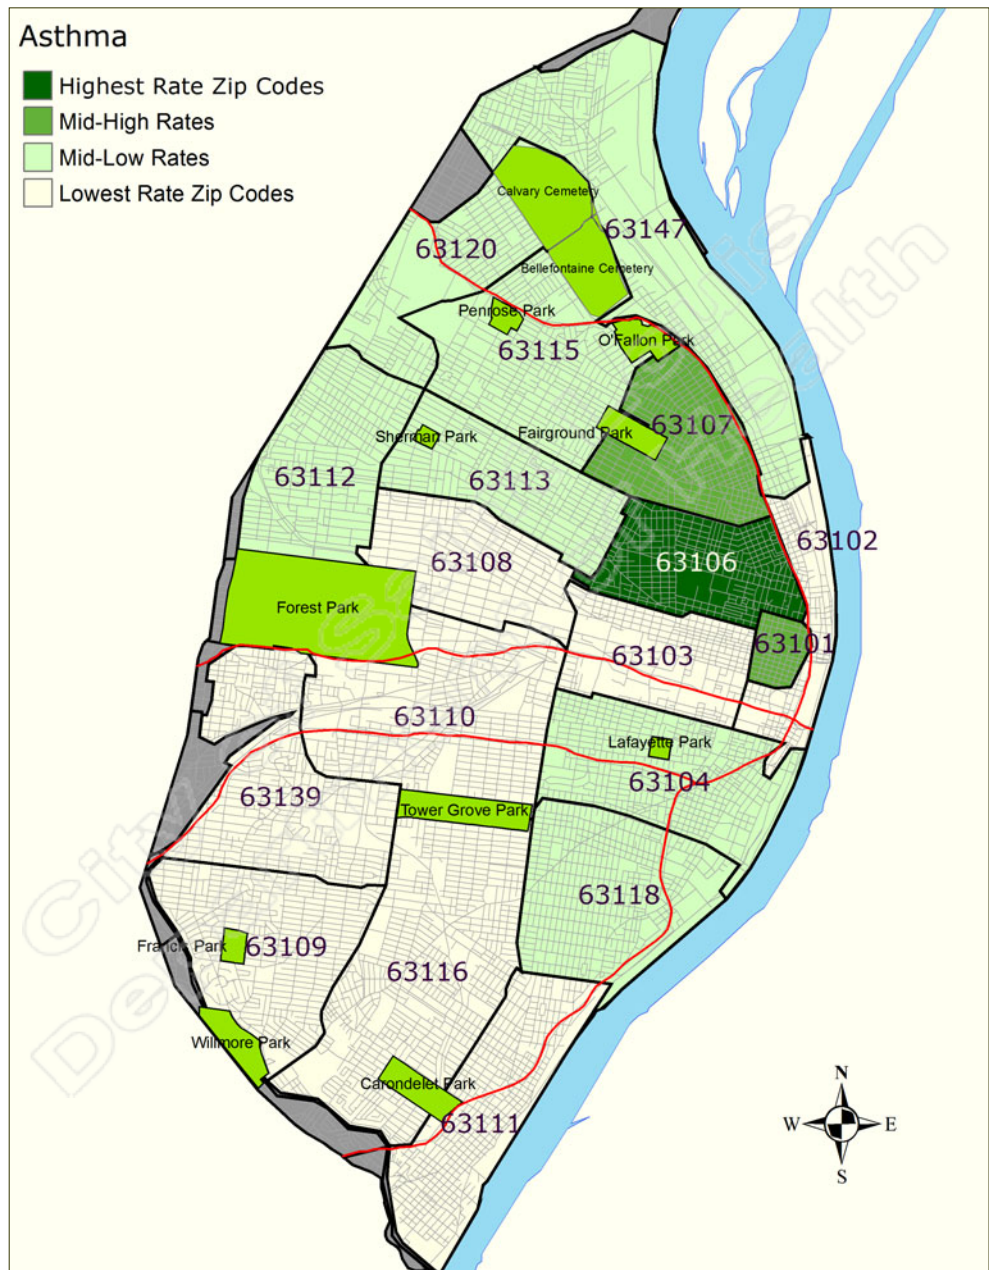 Asthma
Highest Rate Zip Codes
Mid-High Rates
Mid-Low Rates
Lowest Rate Zip Codes
Calvary Cemetery
63147
63120
Bellefontaine Cemetery
Penrose Park
O'Fallon Park
63115
63107
Fairground Park
Sherman Park
63112
63113
63102
63108
63106
Forest Park
63101
63103
63110
Lafayette Park
63104
63139
Tower Grove Park
63118
Francis Park
63109
63116
Willmore Park
Carondelet Park
63111
N
W
E
S
City
Health